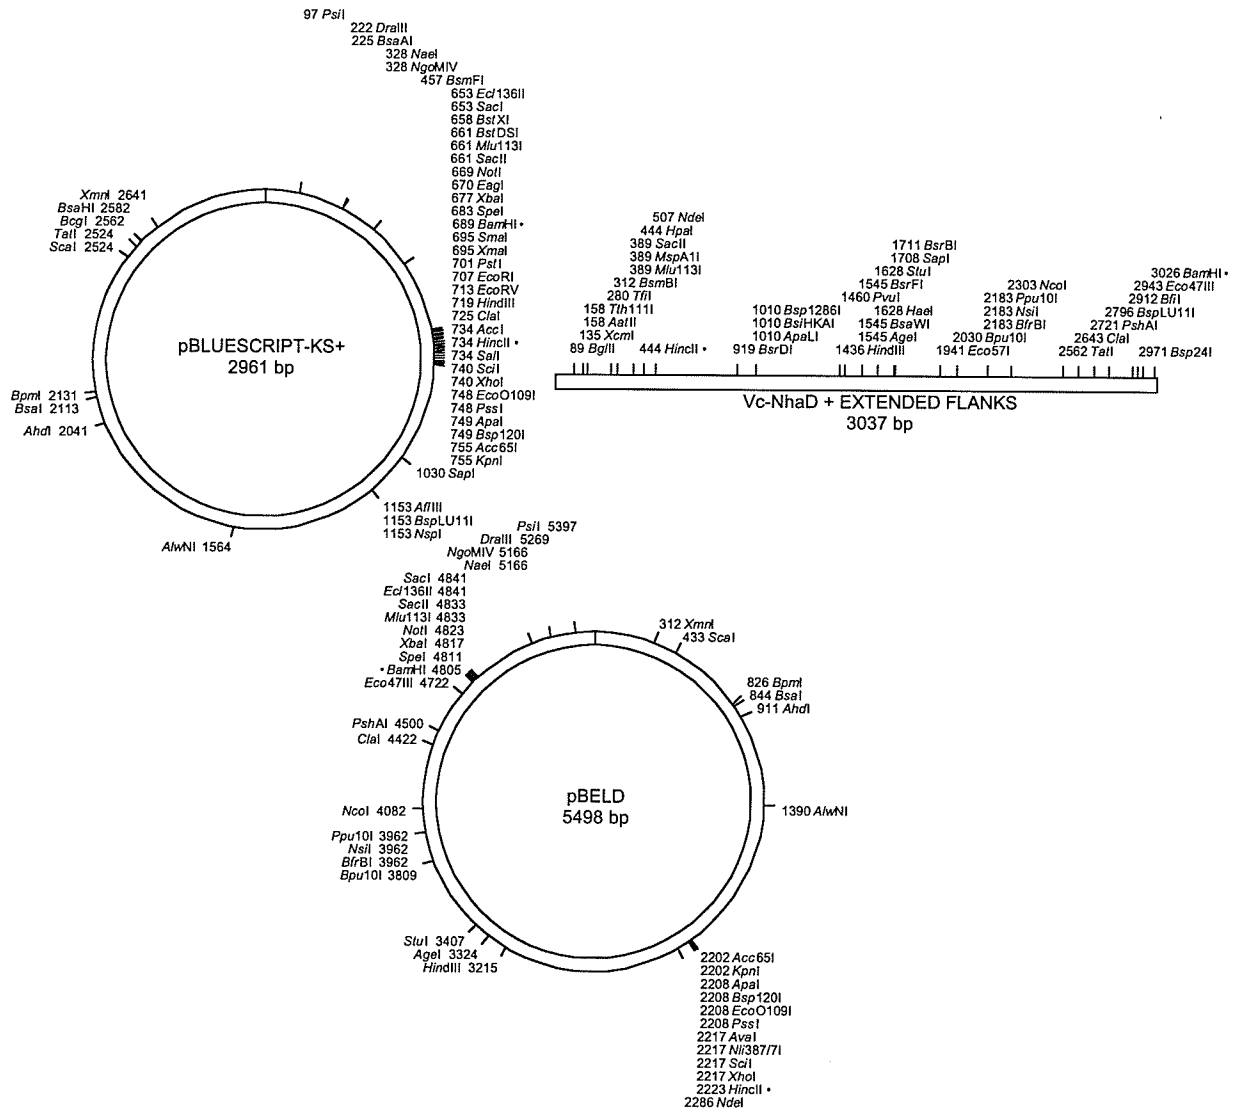 97 PsiI
222 DraIII
225 BsaAI
328 NaeI
328 NgoMIV
457 BsmFI
653 Ecl136II
653 SacI
658 BstXI
661 BstDSI
661 Mlu113I
661 SacII
669 NotI
670 EagI
677 XbaI
683 SpeI
689 BamHI •
695 SmaI
695 XmaI
701 PstI
707 EcoRI
713 EcoRV
719 HindIII
725 ClaI
734 AccI
734 HincII •
734 SalI
740 SciI
740 XhoI
748 EcoO109I
748 PssI
749 ApaI
749 Bsp120I
755 Acc65I
755 KpnI
1030 SapI
1153 AflIII
1153 BspLU11I
1153 NspI
XmnI 2641
BsaHI 2582
BcgI 2562
TatI 2524
ScaI 2524
pBLUESCRIPT-KS+
2961 bp
BpmI 2131
BsaI 2113
AhdI 2041
AlwNI 1564
507 NdeI
444 HpaI
389 SacII
389 MspA1I
389 Mlu113I
312 BsmBI
280 TfiI
158 Tth111I
158 AatII
135 XcmI
89 BglII
444 HincII •
1010 Bsp1286I
1010 BsiHKAI
1010 ApaLI
919 BsrDI
1711 BsrBI
1708 SapI
1628 StuI
1545 BsrFI
1460 PvuI
1628 HaeI
1545 BsaWI
1545 AgeI
1436 HindIII
2303 NcoI
2183 Ppu10I
2183 NsiI
2183 BfrBI
2030 Bpu10I
1941 Eco57I
3026 BamHI •
2943 Eco47III
2912 BfiI
2796 BspLU11I
2721 PshAI
2643 ClaI
2562 TatI
2971 Bsp24I
Vc-NhaD + EXTENDED FLANKS
3037 bp
PsiI 5397
DraIII 5269
NgoMIV 5166
NaeI 5166
SacI 4841
Ecl136II 4841
SacII 4833
Mlu113I 4833
NotI 4823
XbaI 4817
SpeI 4811
• BamHI 4805
Eco47III 4722
PshAI 4500
ClaI 4422
NcoI 4082
Ppu10I 3962
NsiI 3962
BfrBI 3962
Bpu10I 3809
StuI 3407
AgeI 3324
HindIII 3215
pBELD
5498 bp
312 XmnI
433 ScaI
826 BpmI
844 BsaI
911 AhdI
1390 AlwNI
2202 Acc65I
2202 KpnI
2208 ApaI
2208 Bsp120I
2208 EcoO109I
2208 PssI
2217 AvaI
2217 Nli387/7I
2217 SciI
2217 XhoI
2223 HincII •
2286 NdeI